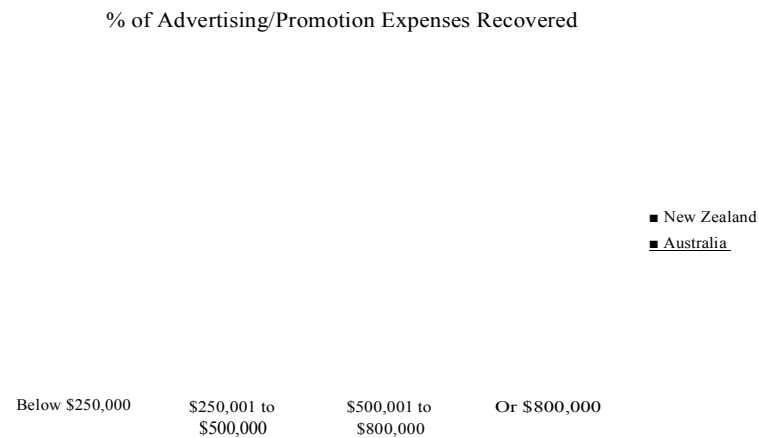 % of Advertising/Promotion Expenses Recovered
■ New Zealand
■ Australia
Below $250,000
$250,001 to
$500,000
$500,001 to
$800,000
Or $800,000